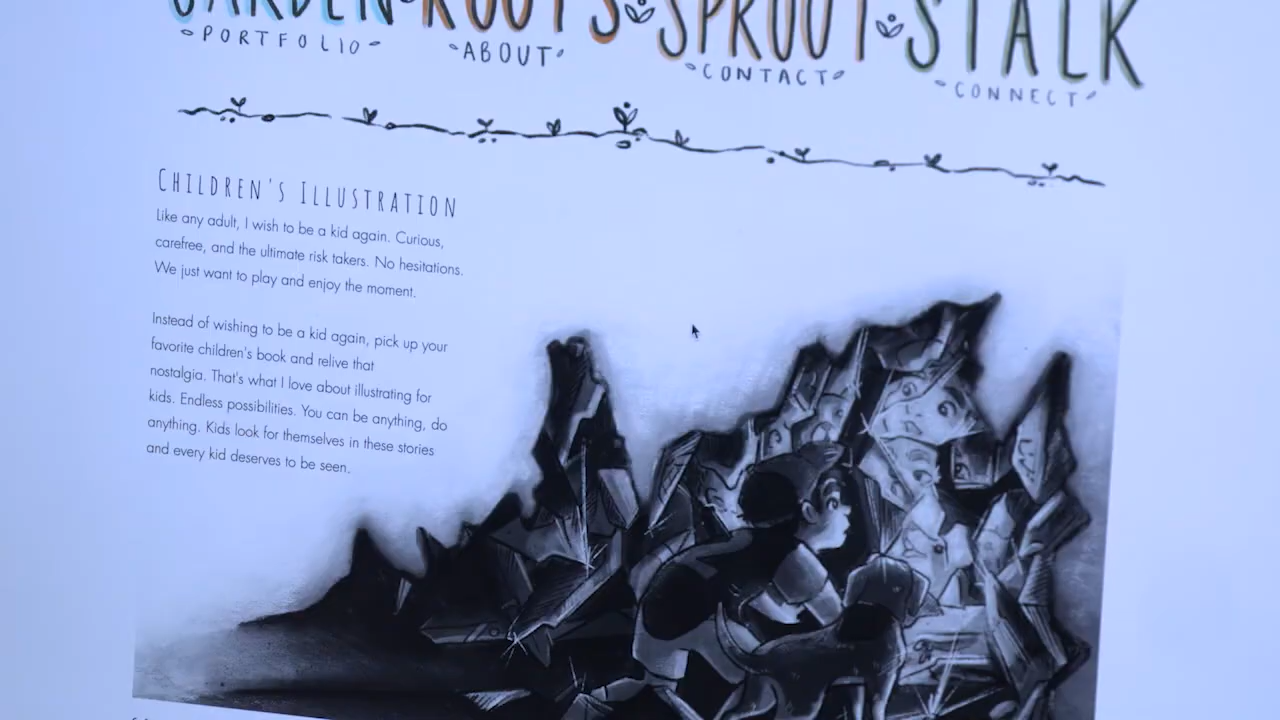 GARDEN ROOTS SPROUT STALK
PORTFOLIO ABOUT CONTACT CONNECT
CHILDREN'S ILLUSTRATION
Like any adult, I wish to be a kid again. Curious,
carefree, and the ultimate risk takers. No hesitations.
We just want to play and enjoy the moment.
Instead of wishing to be a kid again, pick up your
favorite children's book and relive that
nostalgia. That's what I love about illustrating for
kids. Endless possibilities. You can be anything, do
anything. Kids look for themselves in these stories
and every kid deserves to be seen.